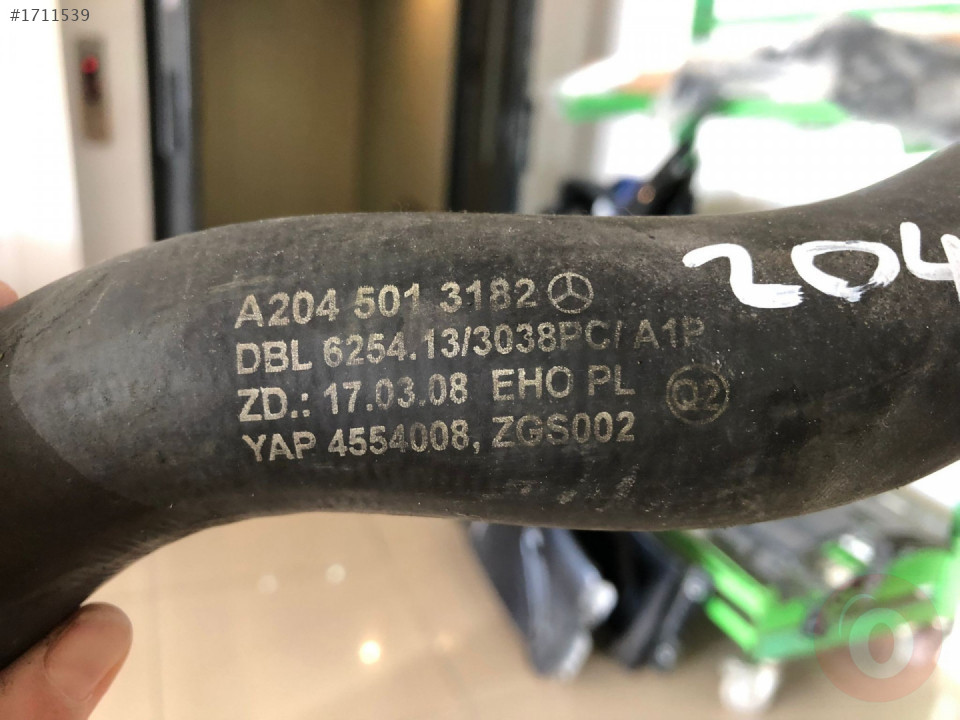 #1711539
204
A204 501 3182
DBL 6254.13/3038PC/ A1P
ZD.: 17.03.08 EHO PL
YAP 4554008, ZGS002